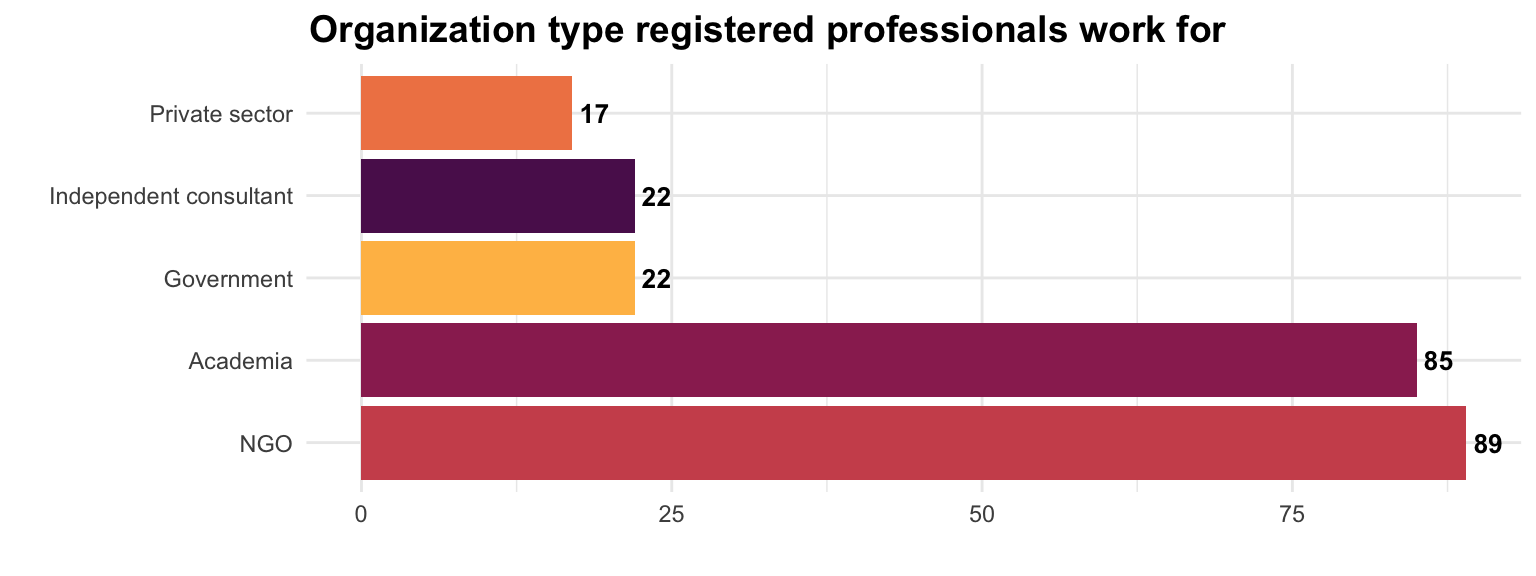 Organization type registered professionals work for
Private sector 17
Independent consultant 22
Government 22
Academia 85
NGO 89
0 25 50 75